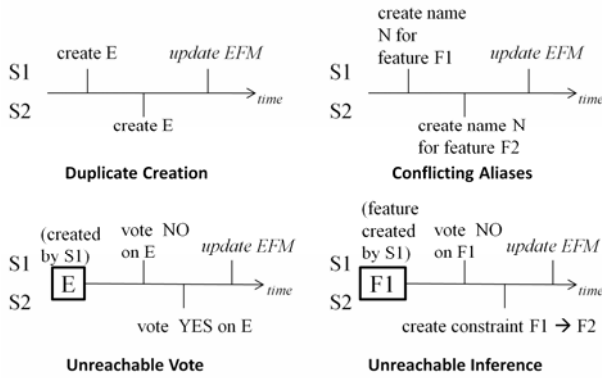 create E
update EFM
S1
S2
time
create E
Duplicate Creation
create name
N for
feature F1
update EFM
S1
S2
time
create name N
for feature F2
Conflicting Aliases
(created
by S1)
vote NO
on E
update EFM
S1
E
S2
time
vote YES on E
Unreachable Vote
(feature
created
by S1)
vote NO
on F1
update EFM
S1
F1
S2
time
create constraint F1 → F2
Unreachable Inference